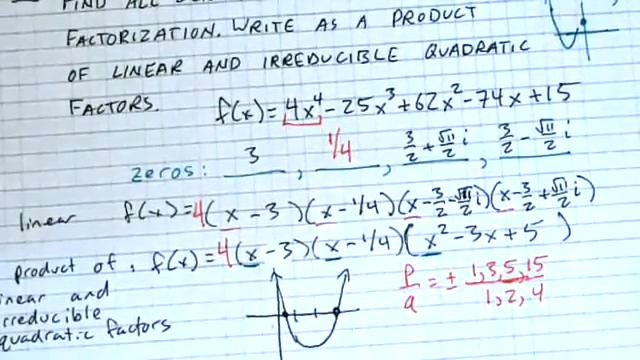 FIND ALL
FACTORIZATION. WRITE AS A PRODUCT
OF LINEAR AND IRREDUCIBLE QUADRATIC
FACTORS. f(x)=4x⁴-25x³+62x²-74x+15
zeros: 3, 1/4, 3/2+√11/2 i, 3/2-√11/2 i
linear f(x)=4(x-3)(x-1/4)(x-3/2-√11/2 i)(x-3/2+√11/2 i)
product of, f(x)=4(x-3)(x-1/4)(x²-3x+5)
inear and
rreducible
quadratic factors
P/q = ± 1,3,5,15/1,2,4